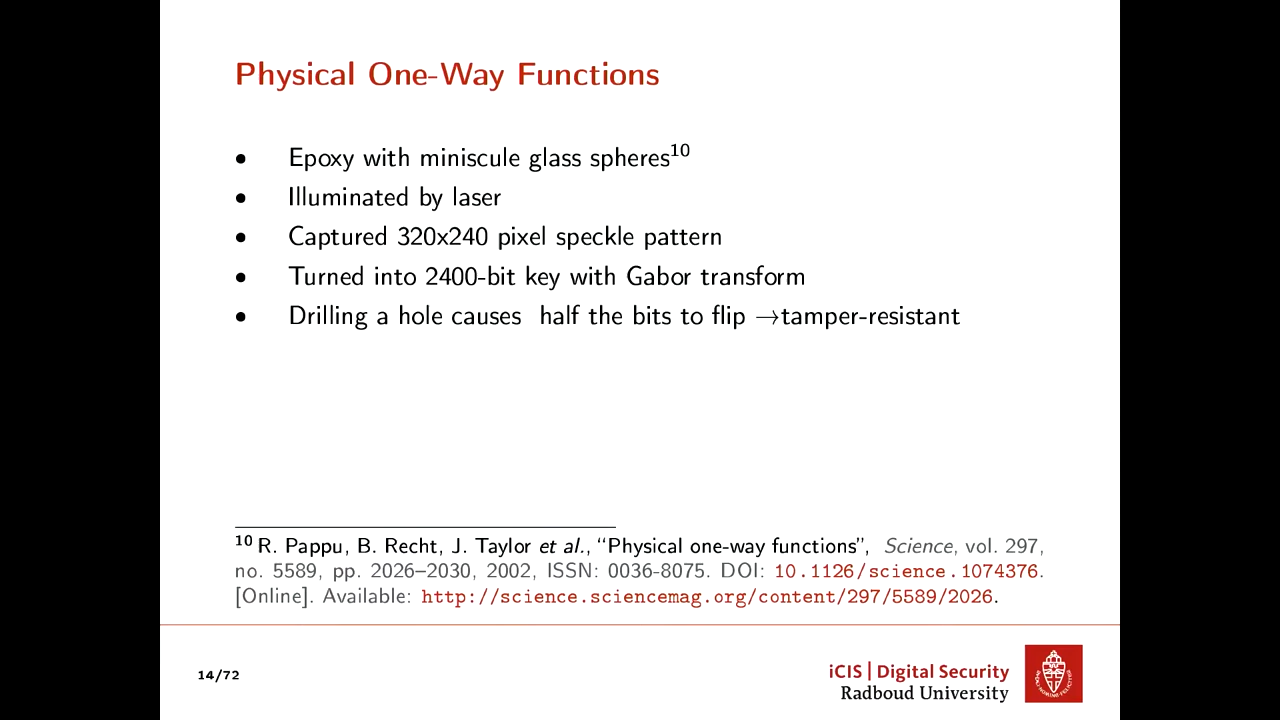 Physical One-Way Functions
• Epoxy with miniscule glass spheres10
• Illuminated by laser
• Captured 320x240 pixel speckle pattern
• Turned into 2400-bit key with Gabor transform
• Drilling a hole causes half the bits to flip →tamper-resistant
10 R. Pappu, B. Recht, J. Taylor et al., “Physical one-way functions”, Science, vol. 297,
no. 5589, pp. 2026–2030, 2002, ISSN: 0036-8075. DOI: 10.1126/science.1074376.
[Online]. Available: http://science.sciencemag.org/content/297/5589/2026.
14/72
iCIS | Digital Security
Radboud University